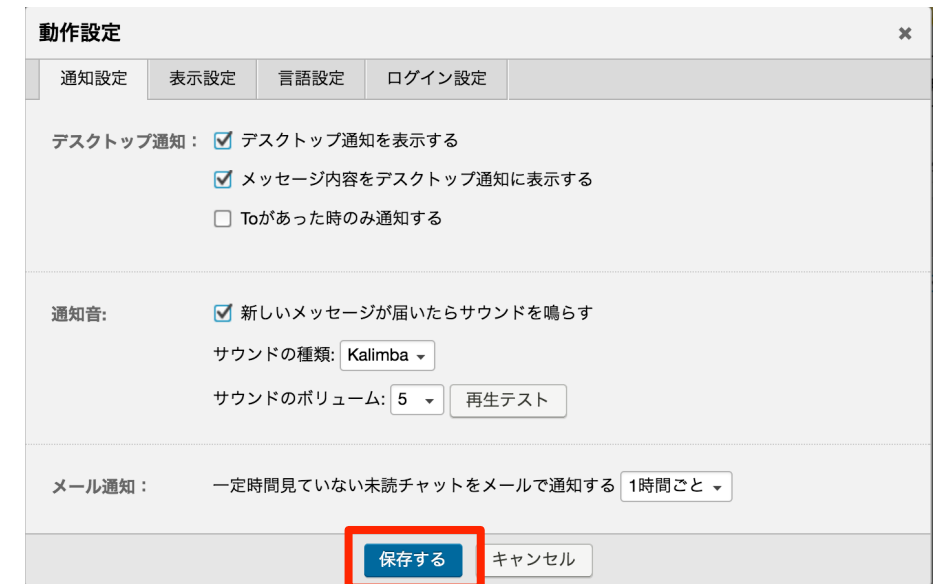 動作設定
通知設定 表示設定 言語設定 ログイン設定
デスクトップ通知： デスクトップ通知を表示する
メッセージ内容をデスクトップ通知に表示する
Toがあった時のみ通知する
通知音: 新しいメッセージが届いたらサウンドを鳴らす
サウンドの種類: Kalimba
サウンドのボリューム: 5 再生テスト
メール通知： 一定時間見ていない未読チャットをメールで通知する 1時間ごと
保存する キャンセル